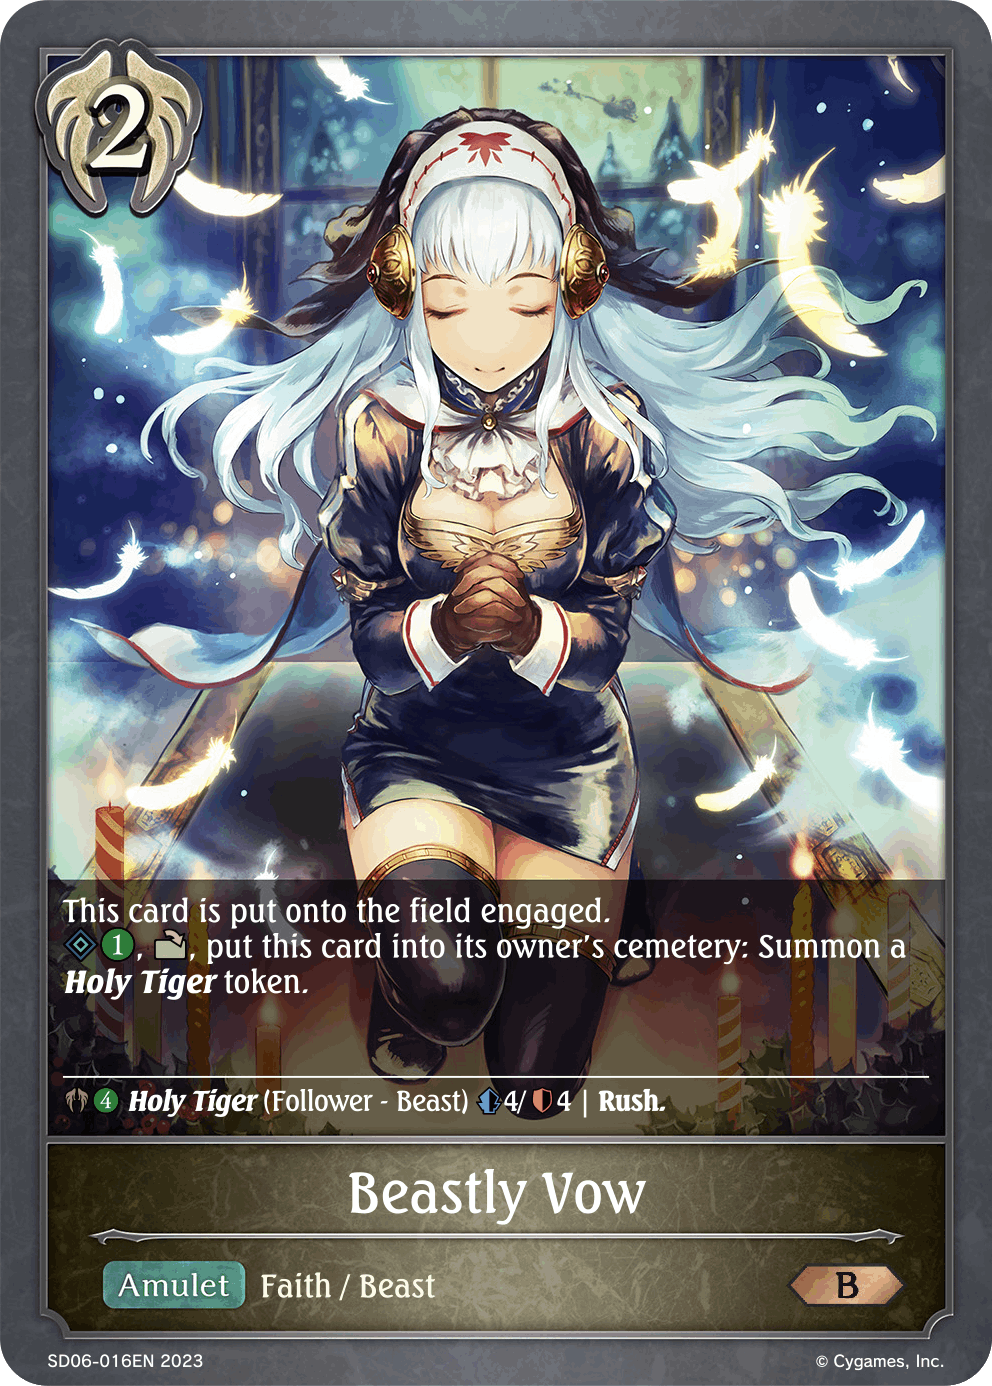 2
This card is put onto the field engaged.
1, , put this card into its owner's cemetery: Summon a
Holy Tiger token.
4 Holy Tiger (Follower - Beast) 4/ 4 | Rush.
Beastly Vow
Amulet Faith / Beast B
SD06-016EN 2023 © Cygames, Inc.